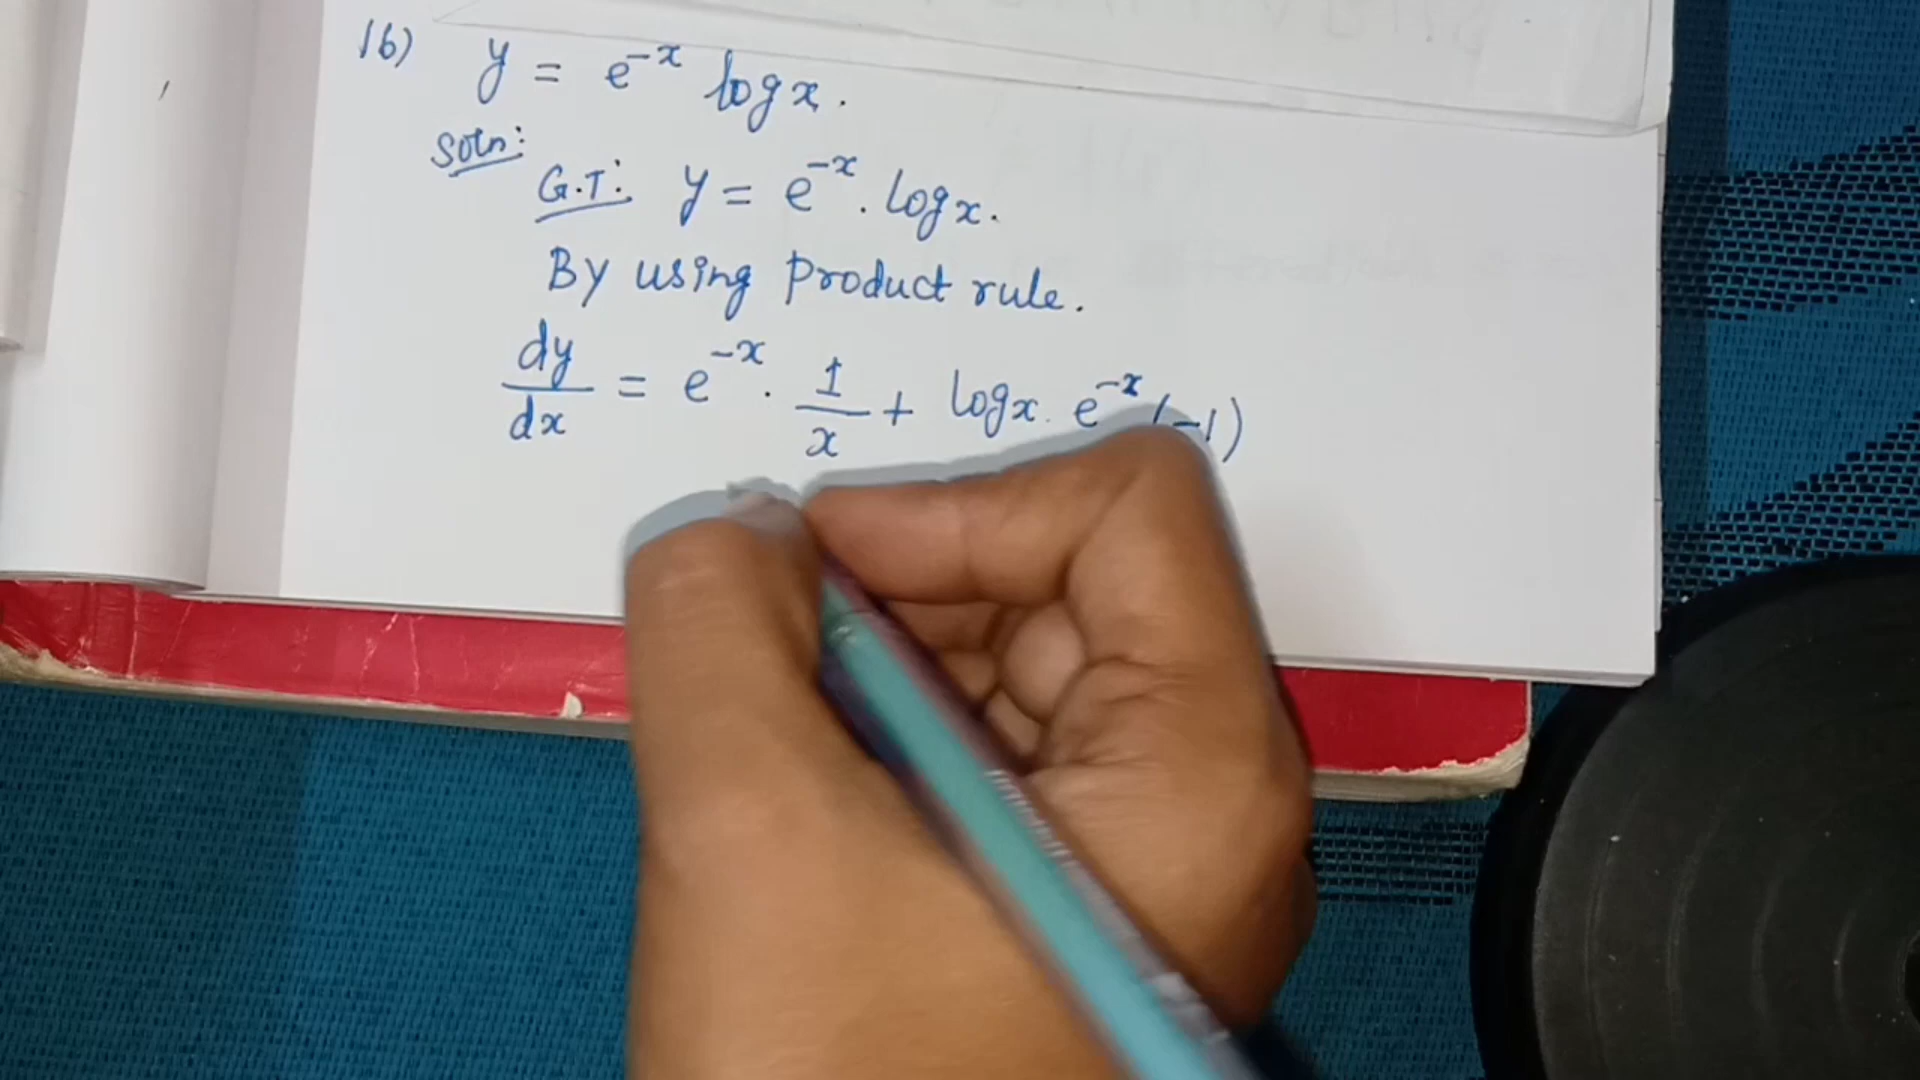 16) y = e⁻ˣ log x.
Soln:
G.T: y = e⁻ˣ . log x.
By using product rule.
dy/dx = e⁻ˣ . 1/x + log x . e⁻ˣ (-1)